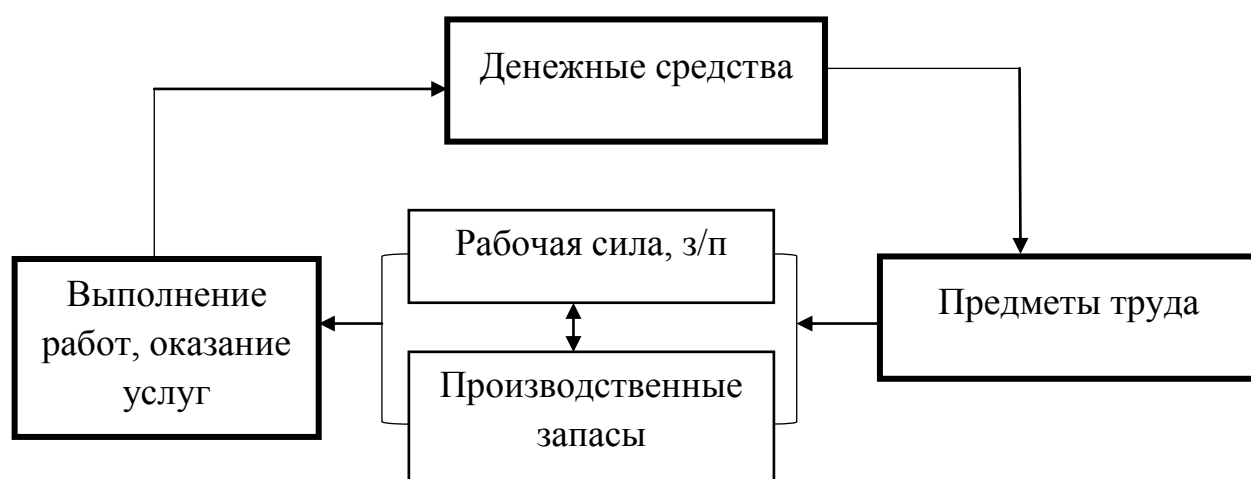 Денежные средства
Рабочая сила, з/п
Выполнение
работ, оказание
услуг
Предметы труда
Производственные
запасы